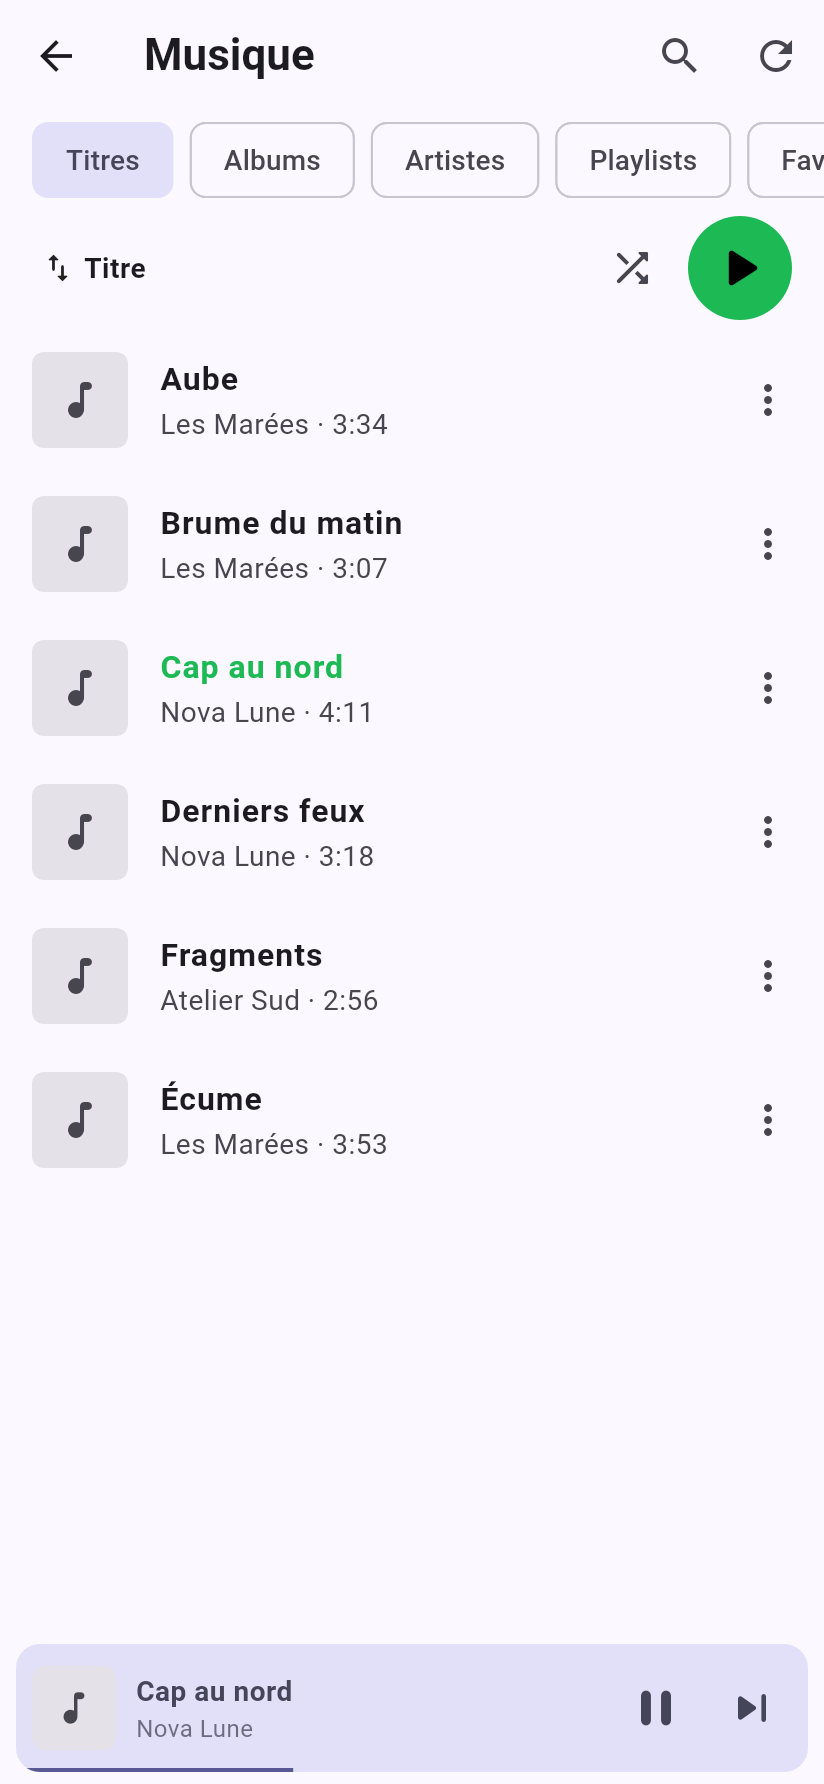 Musique
Titres Albums Artistes Playlists Fav
Titre
Aube
Les Marées · 3:34
Brume du matin
Les Marées · 3:07
Cap au nord
Nova Lune · 4:11
Derniers feux
Nova Lune · 3:18
Fragments
Atelier Sud · 2:56
Écume
Les Marées · 3:53
Cap au nord
Nova Lune